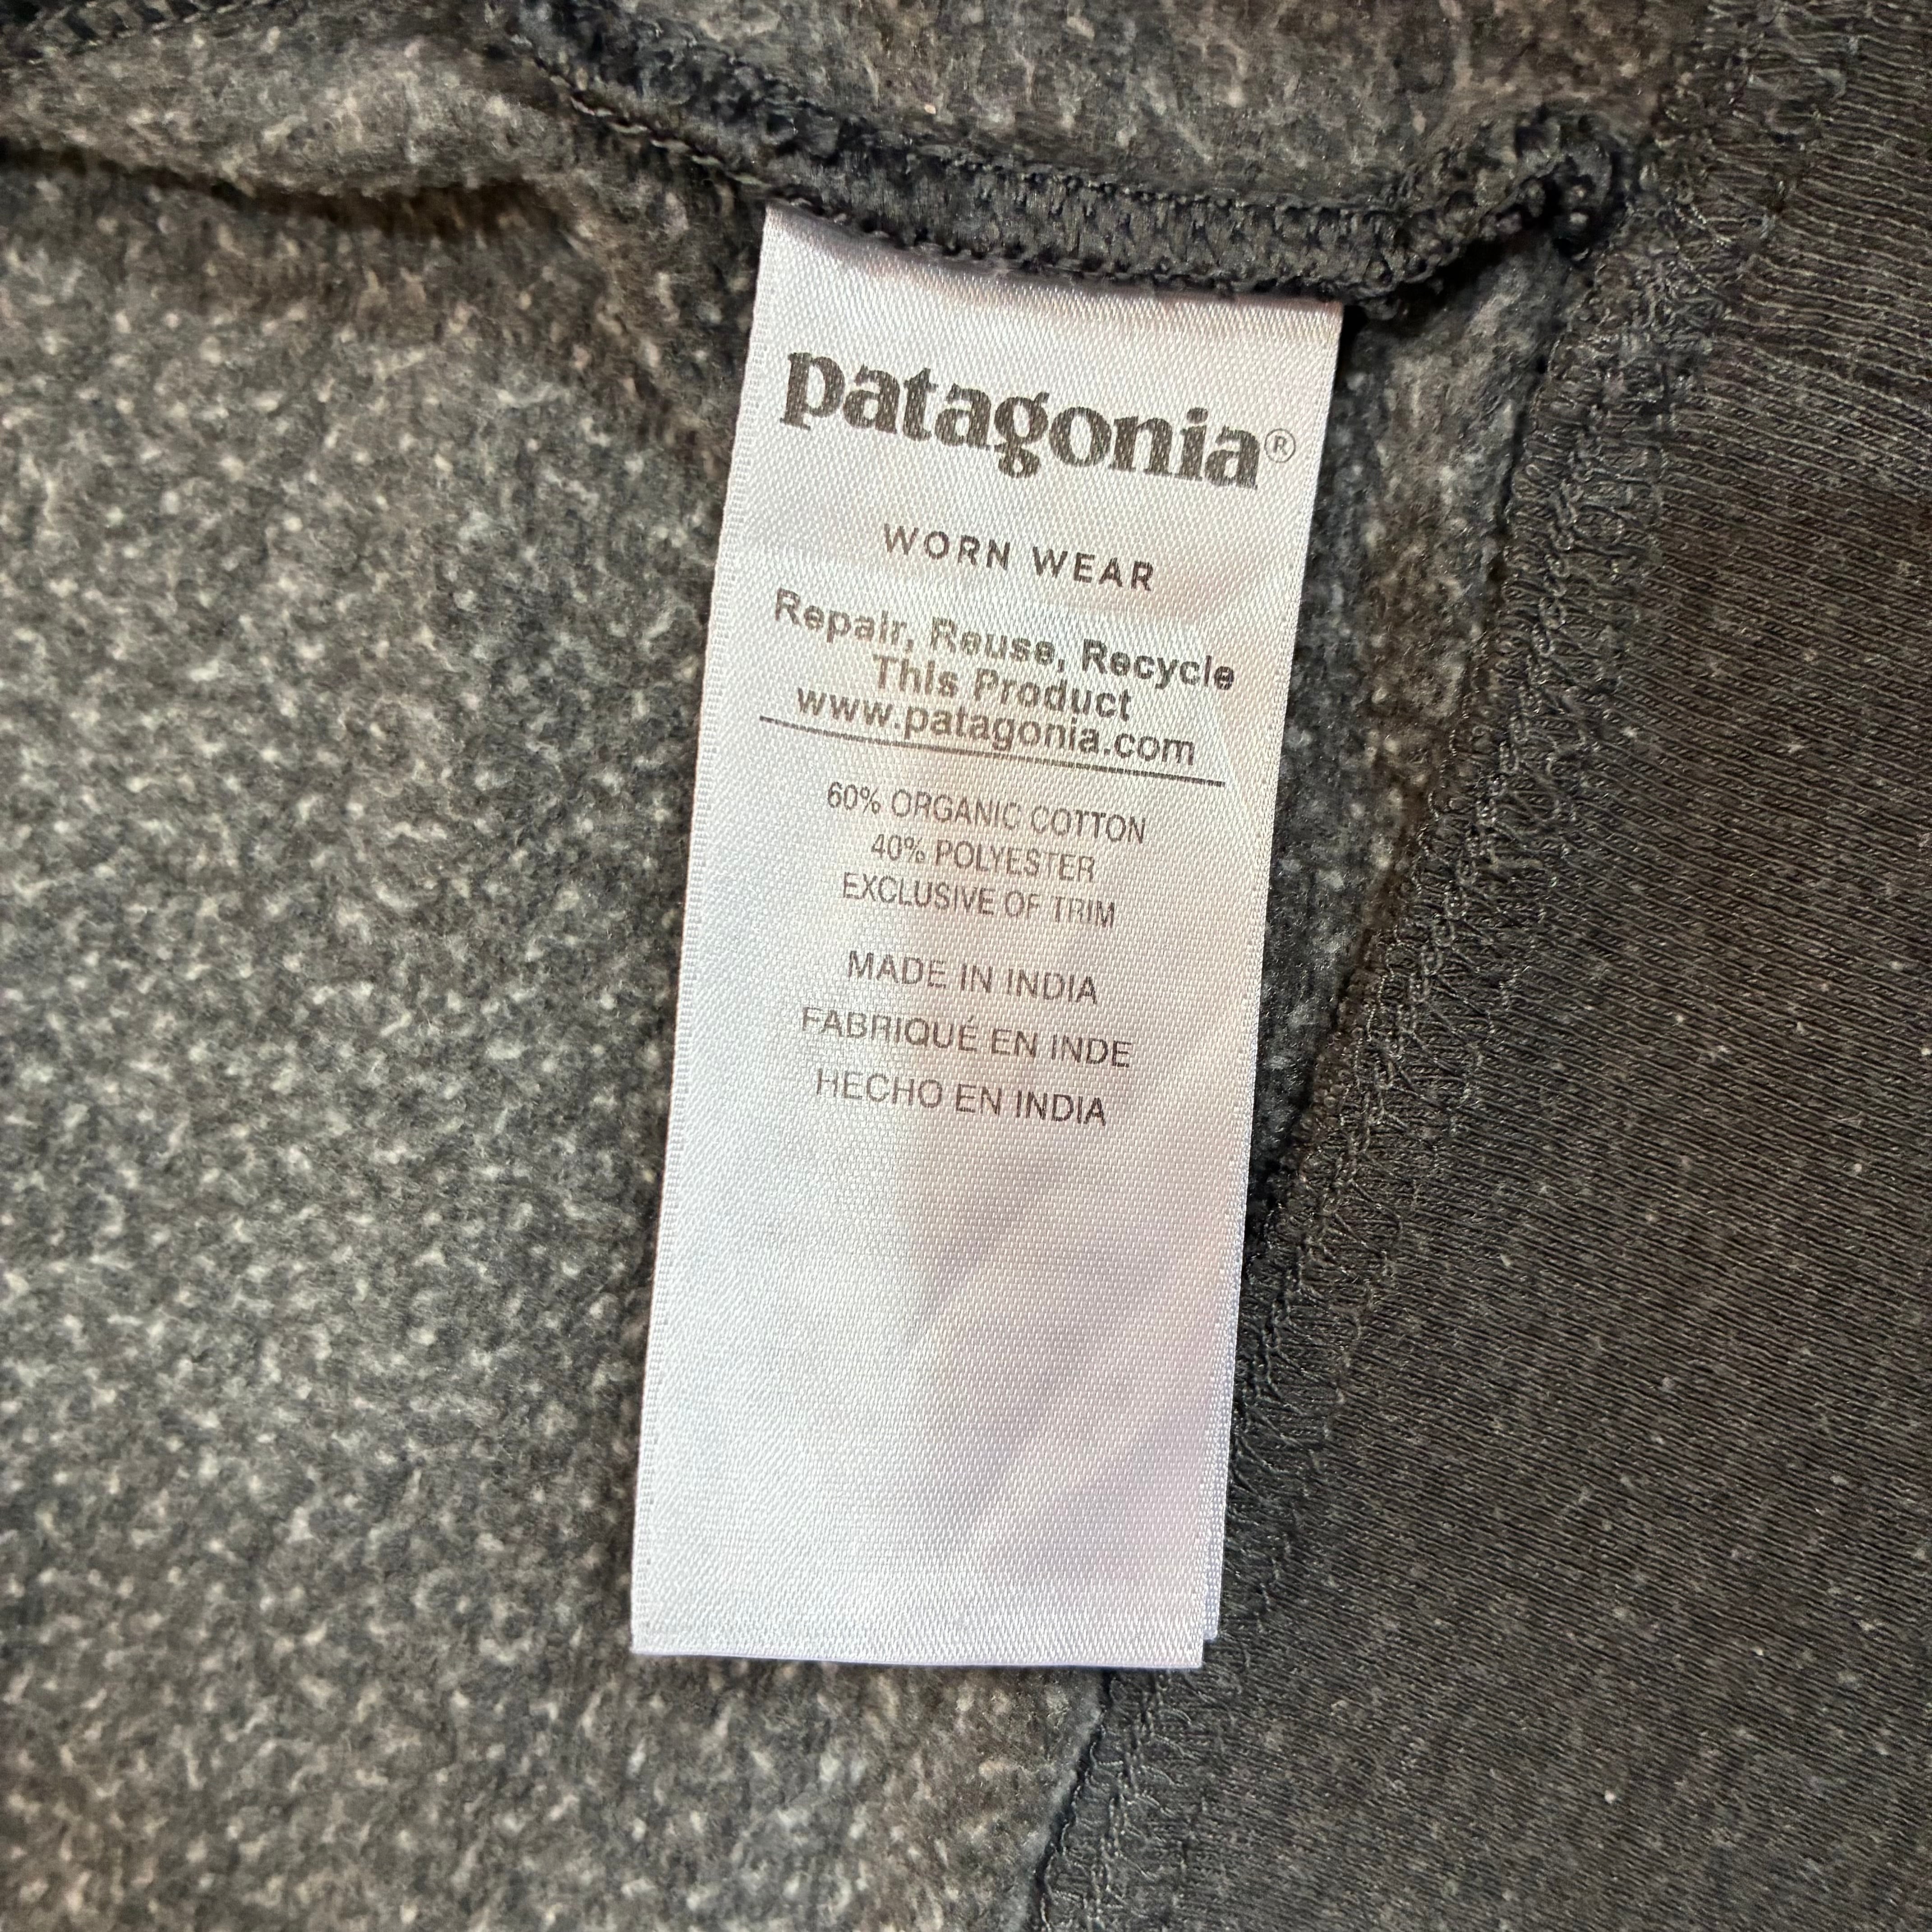 patagonia®
WORN WEAR
Repair, Reuse, Recycle
This Product
www.patagonia.com
60% ORGANIC COTTON
40% POLYESTER
EXCLUSIVE OF TRIM
MADE IN INDIA
FABRIQUÉ EN INDE
HECHO EN INDIA